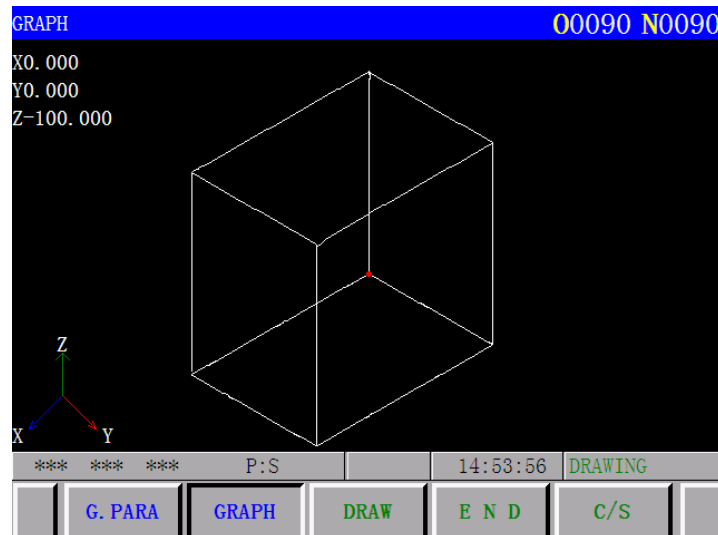 GRAPH O0090 N0090
X0.000
Y0.000
Z-100.000
Z
X Y
*** *** *** P:S 14:53:56 DRAWING
G.PARA GRAPH DRAW E N D C/S